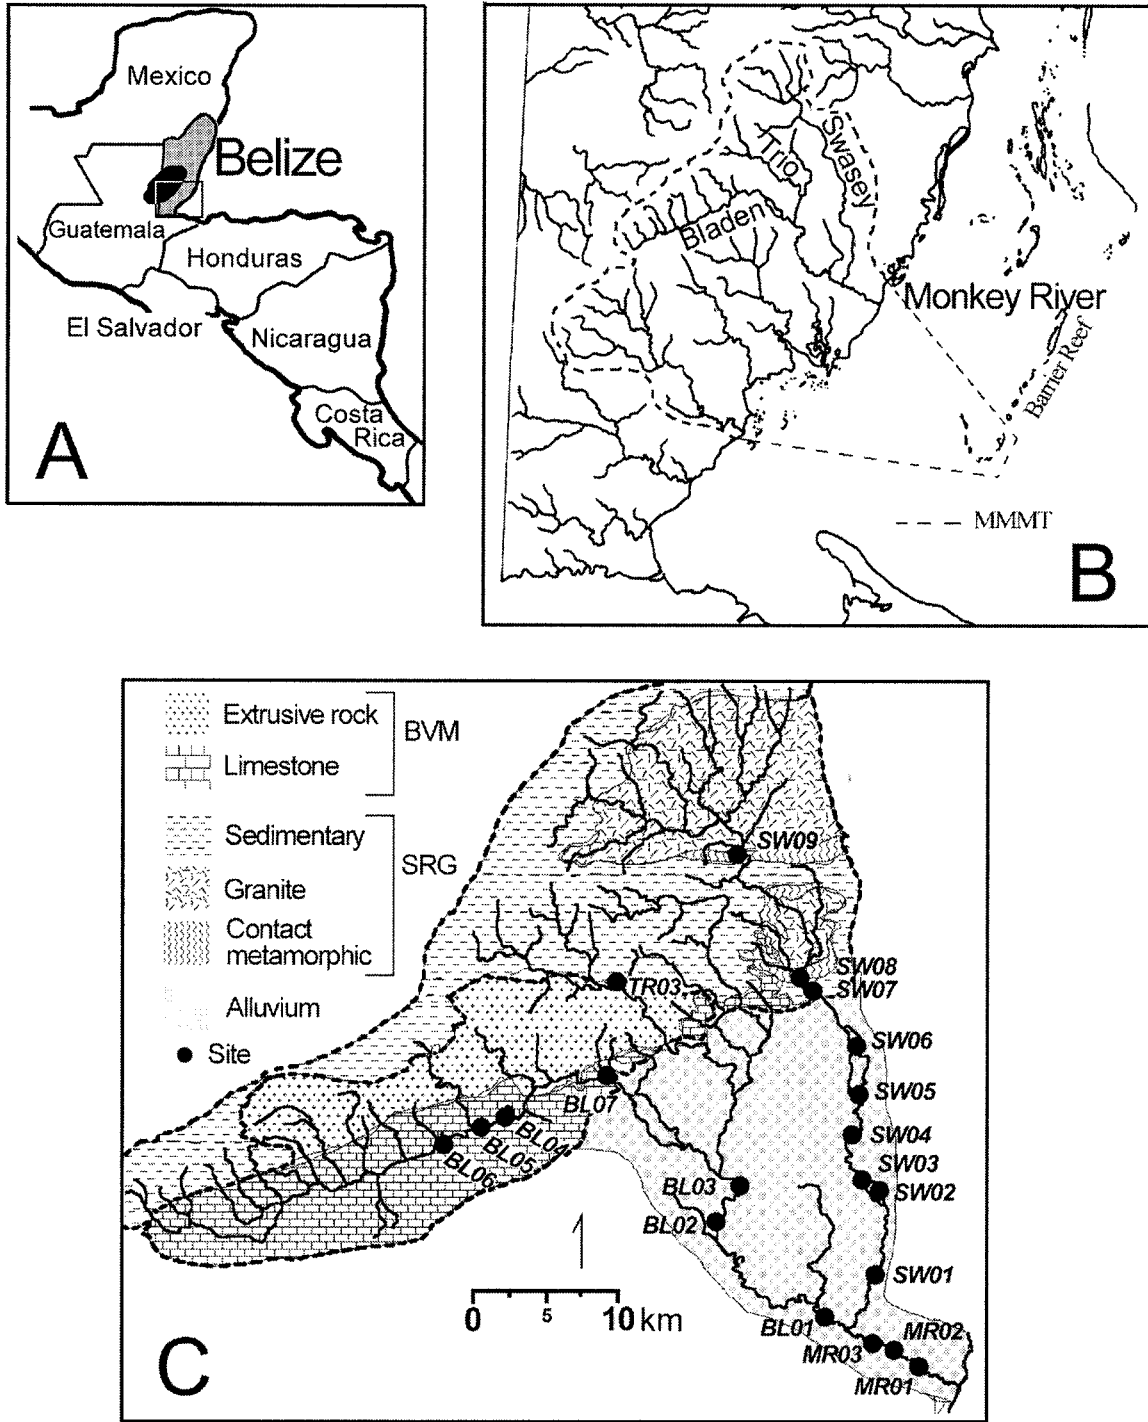 Mexico
Belize
Guatemala
Honduras
El Salvador
Nicaragua
Costa
Rica
A
Trio
Swasey
Bladen
Monkey River
Barrier Reef
MMMT
B
Extrusive rock
BVM
Limestone
Sedimentary
SRG
Granite
Contact
metamorphic
Alluvium
Site
SW09
SW08
SW07
TR03
SW06
SW05
BL07
BL04
SW04
BL05
BL06
SW03
SW02
BL03
BL02
SW01
BL01
MR02
MR03
MR01
0 5 10 km
C